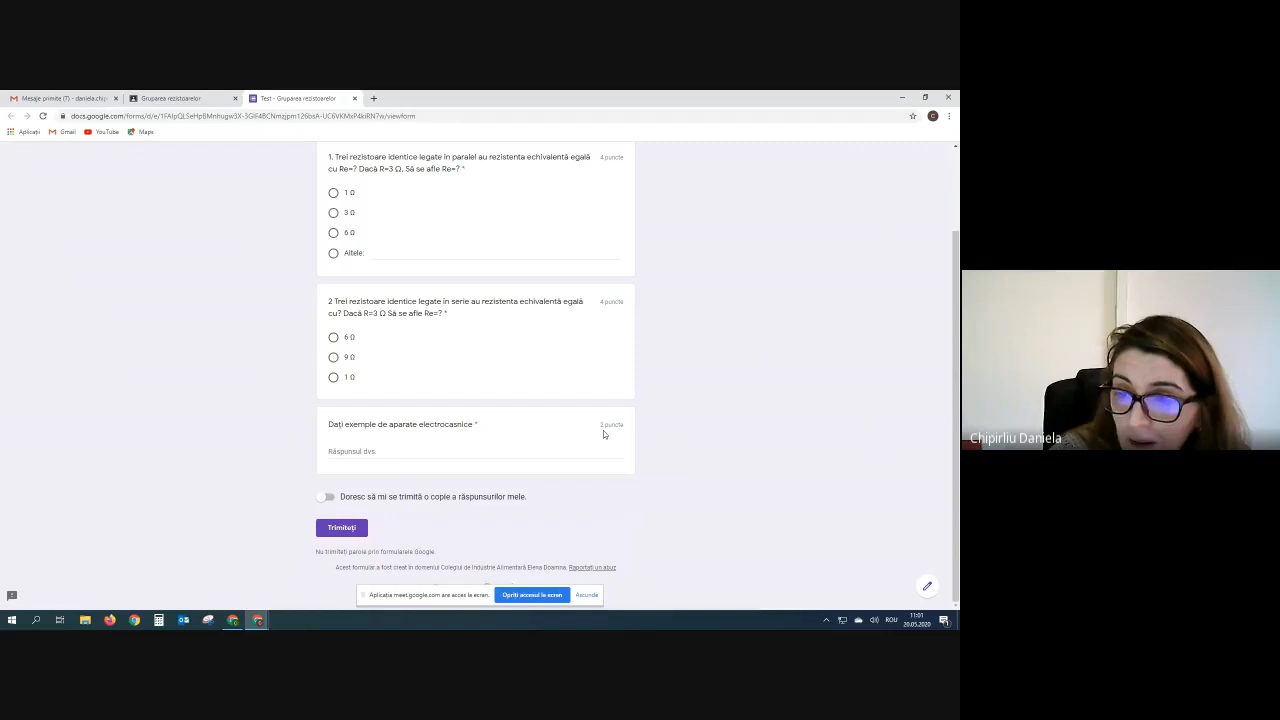 Mesaje primite (7) - daniela.chip
Gruparea rezistoarelor
Test - Gruparea rezistoarelor
Aplicații
Gmail
YouTube
Maps
1. Trei rezistoare identice legate în paralel au rezistenta echivalentă egală
cu Re=? Dacă R=3 Ω, Să se afle Re=? *
4 puncte
1 Ω
3 Ω
6 Ω
Altele:
2 Trei rezistoare identice legate în serie au rezistenta echivalentă egală
cu? Dacă R=3 Ω Să se afle Re=? *
4 puncte
6 Ω
9 Ω
1 Ω
Dați exemple de aparate electrocasnice *
2 puncte
Răspunsul dvs.
Doresc să mi se trimită o copie a răspunsurilor mele.
Trimiteți
Nu trimiteți parole prin formularele Google.
Acest formular a fost creat în domeniul Colegiul de Industrie Alimentară Elena Doamna. Raportați un abuz
Aplicația meet.google.com are acces la ecran.
Opriți accesul la ecran
Ascunde
ROU
11:01
20.05.2020
Chipirliu Daniela